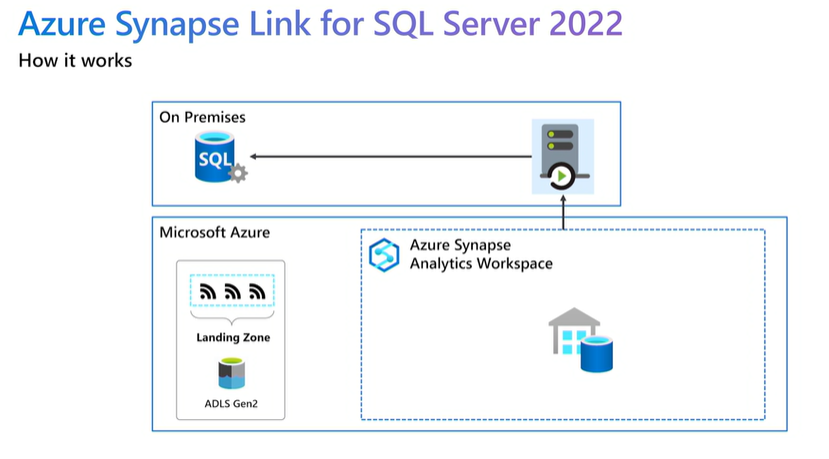 Azure Synapse Link for SQL Server 2022
How it works
On Premises
SQL
Microsoft Azure
Azure Synapse
Analytics Workspace
Landing Zone
ADLS Gen2